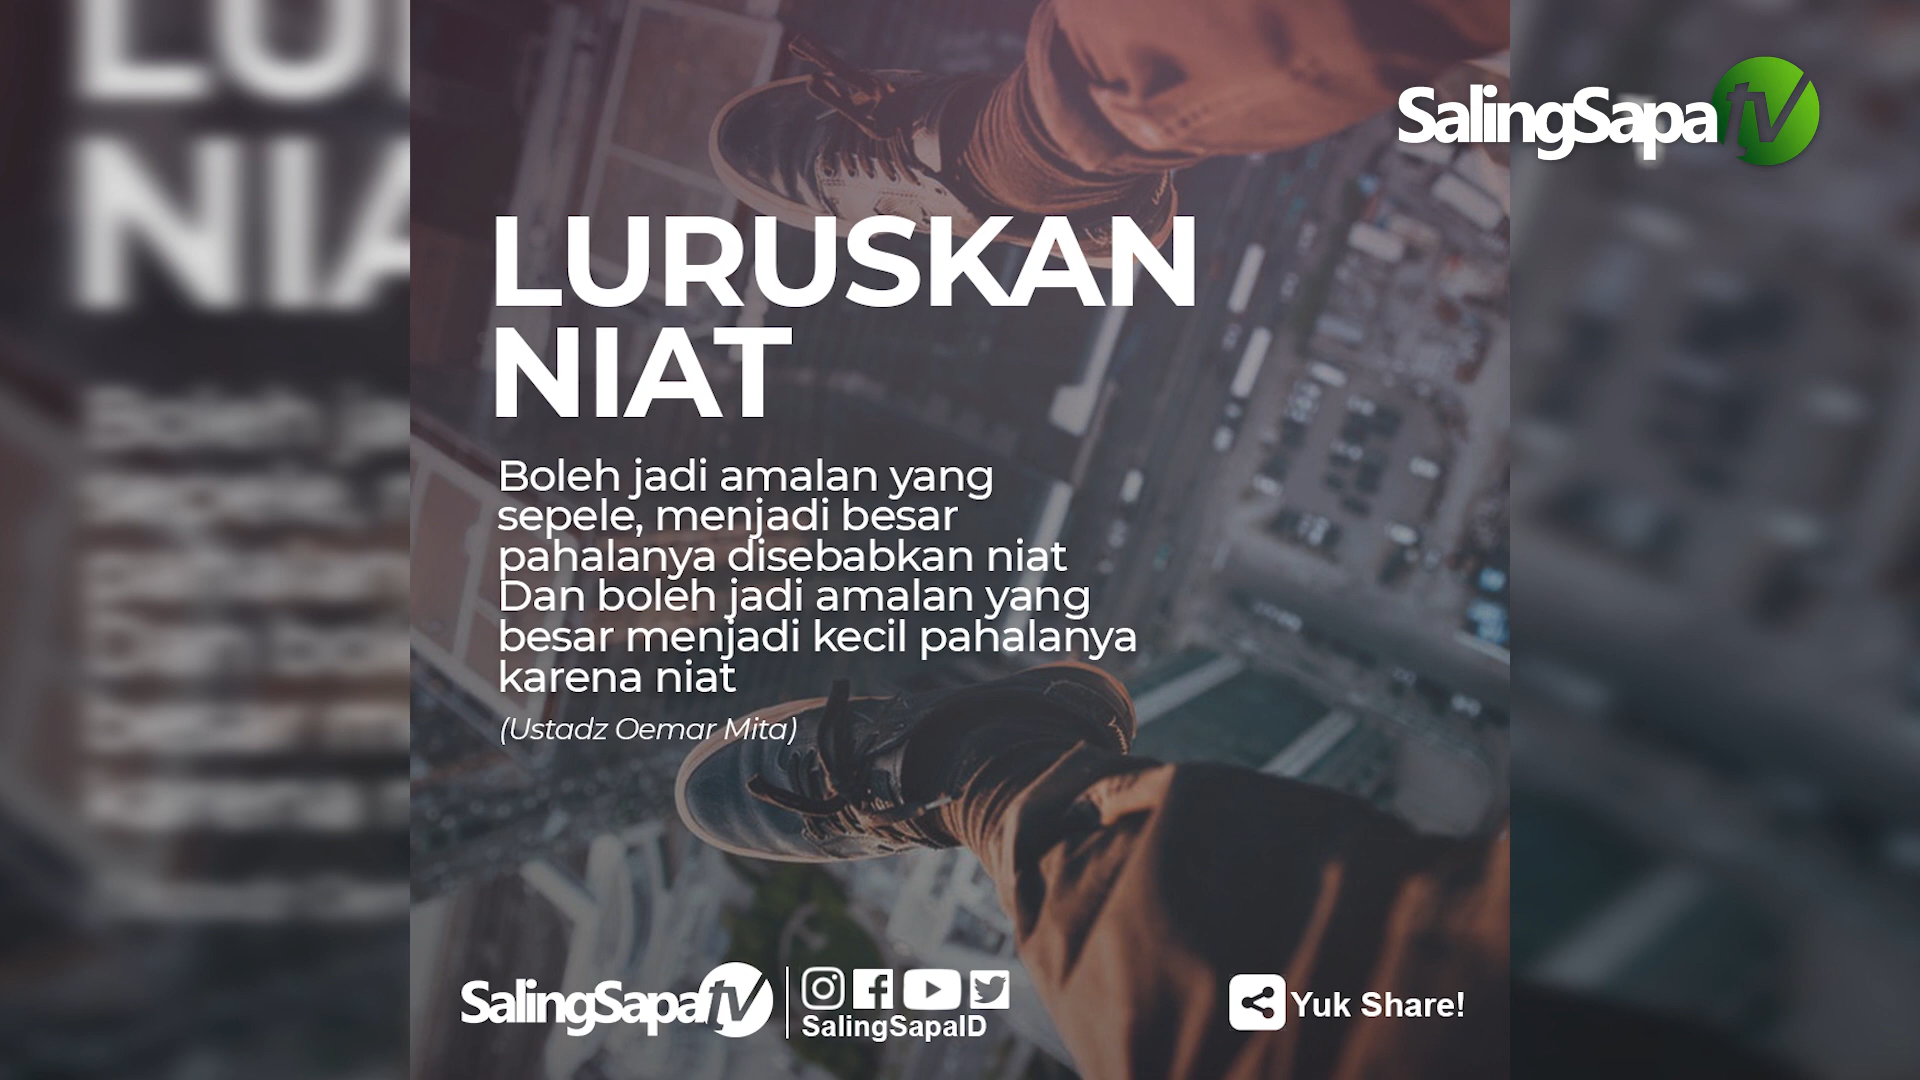 SalingSapa tv
LURUSKAN
NIAT
Boleh jadi amalan yang
sepele, menjadi besar
pahalanya disebabkan niat
Dan boleh jadi amalan yang
besar menjadi kecil pahalanya
karena niat
(Ustadz Oemar Mita)
SalingSapa tv
SalingSapaID
Yuk Share!